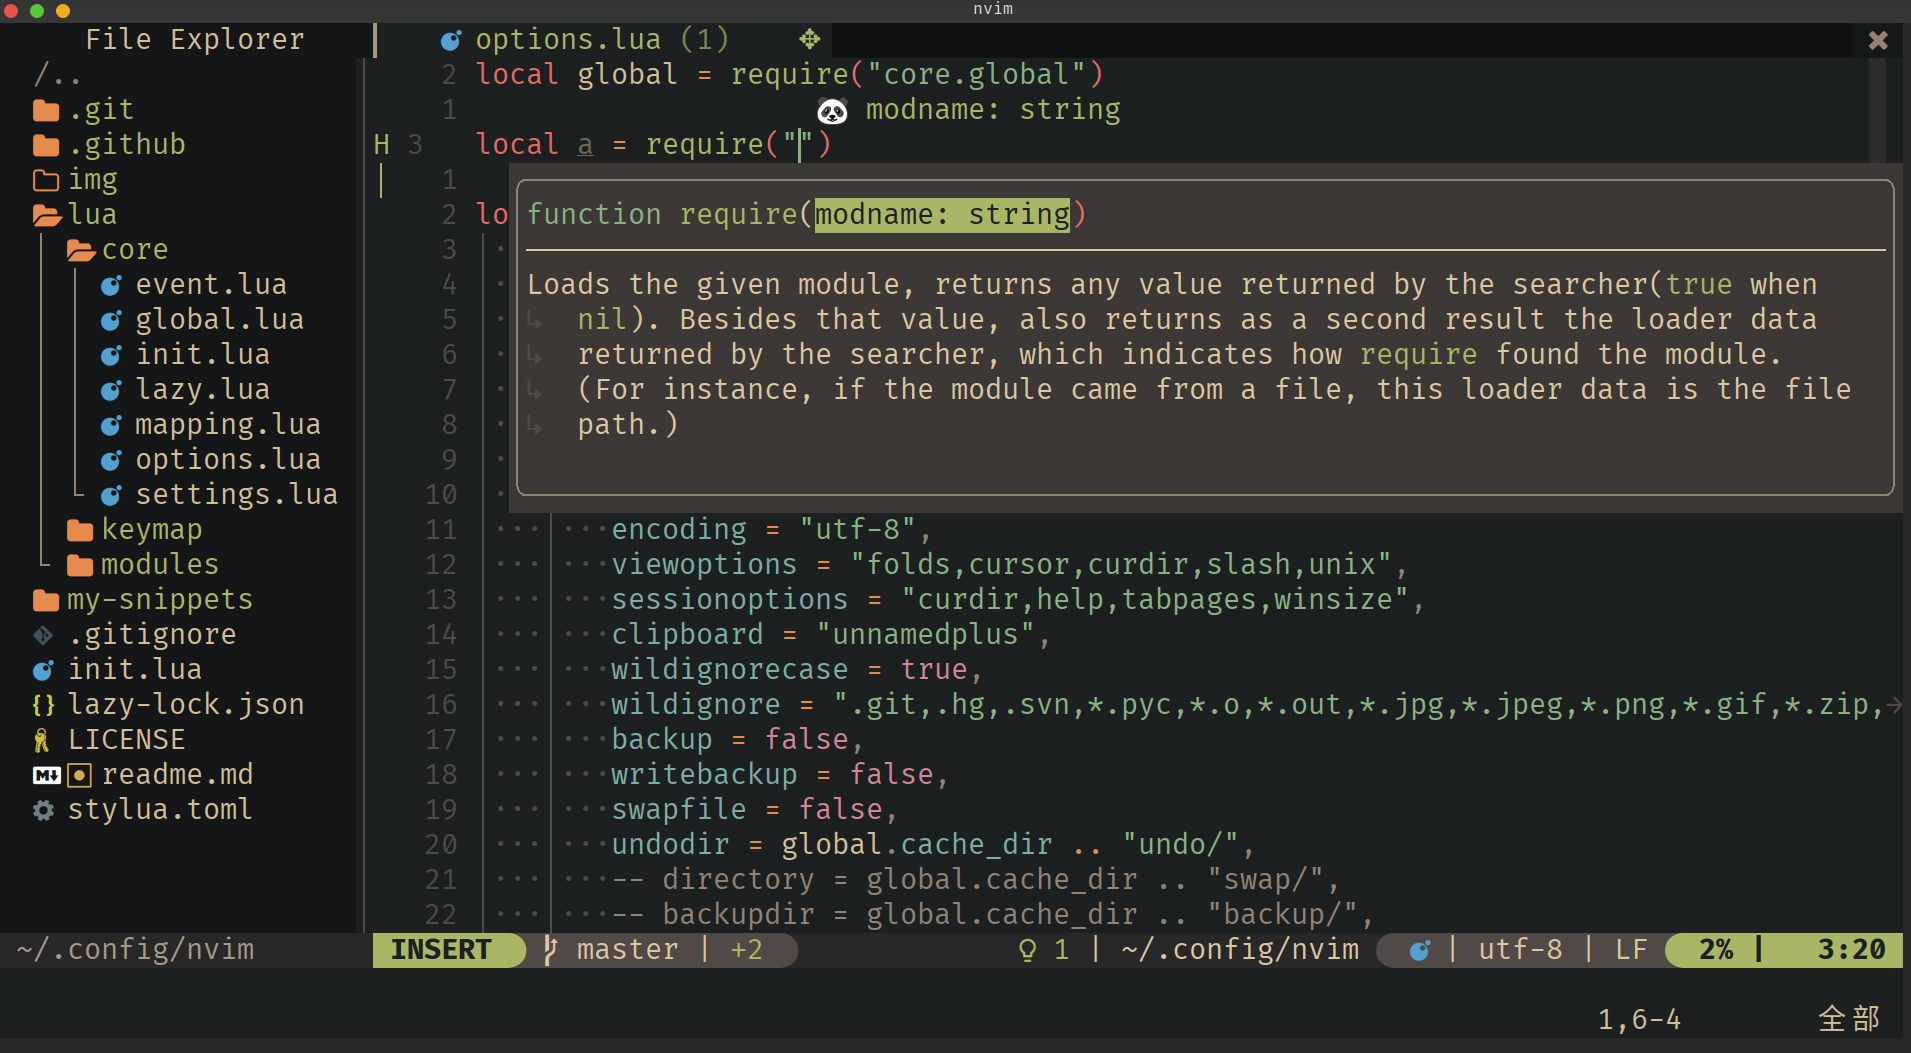 nvim
File Explorer
/..
.git
.github
img
lua
core
event.lua
global.lua
init.lua
lazy.lua
mapping.lua
options.lua
settings.lua
keymap
modules
my-snippets
.gitignore
init.lua
lazy-lock.json
LICENSE
readme.md
stylua.toml
~/.config/nvim
options.lua (1)
2 local global = require("core.global")
1 modname: string
H 3 local a = require("")
1
2 lo
3
4
5
6
7
8
9
10
function require(modname: string)
Loads the given module, returns any value returned by the searcher(true when
nil). Besides that value, also returns as a second result the loader data
returned by the searcher, which indicates how require found the module.
(For instance, if the module came from a file, this loader data is the file
path.)
11 encoding = "utf-8",
12 viewoptions = "folds,cursor,curdir,slash,unix",
13 sessionoptions = "curdir,help,tabpages,winsize",
14 clipboard = "unnamedplus",
15 wildignorecase = true,
16 wildignore = ".git,.hg,.svn,*.pyc,*.o,*.out,*.jpg,*.jpeg,*.png,*.gif,*.zip,
17 backup = false,
18 writebackup = false,
19 swapfile = false,
20 undodir = global.cache_dir .. "undo/",
21 -- directory = global.cache_dir .. "swap/",
22 -- backupdir = global.cache_dir .. "backup/",
INSERT master | +2 1 | ~/.config/nvim | utf-8 | LF 2% | 3:20
1,6-4 全部